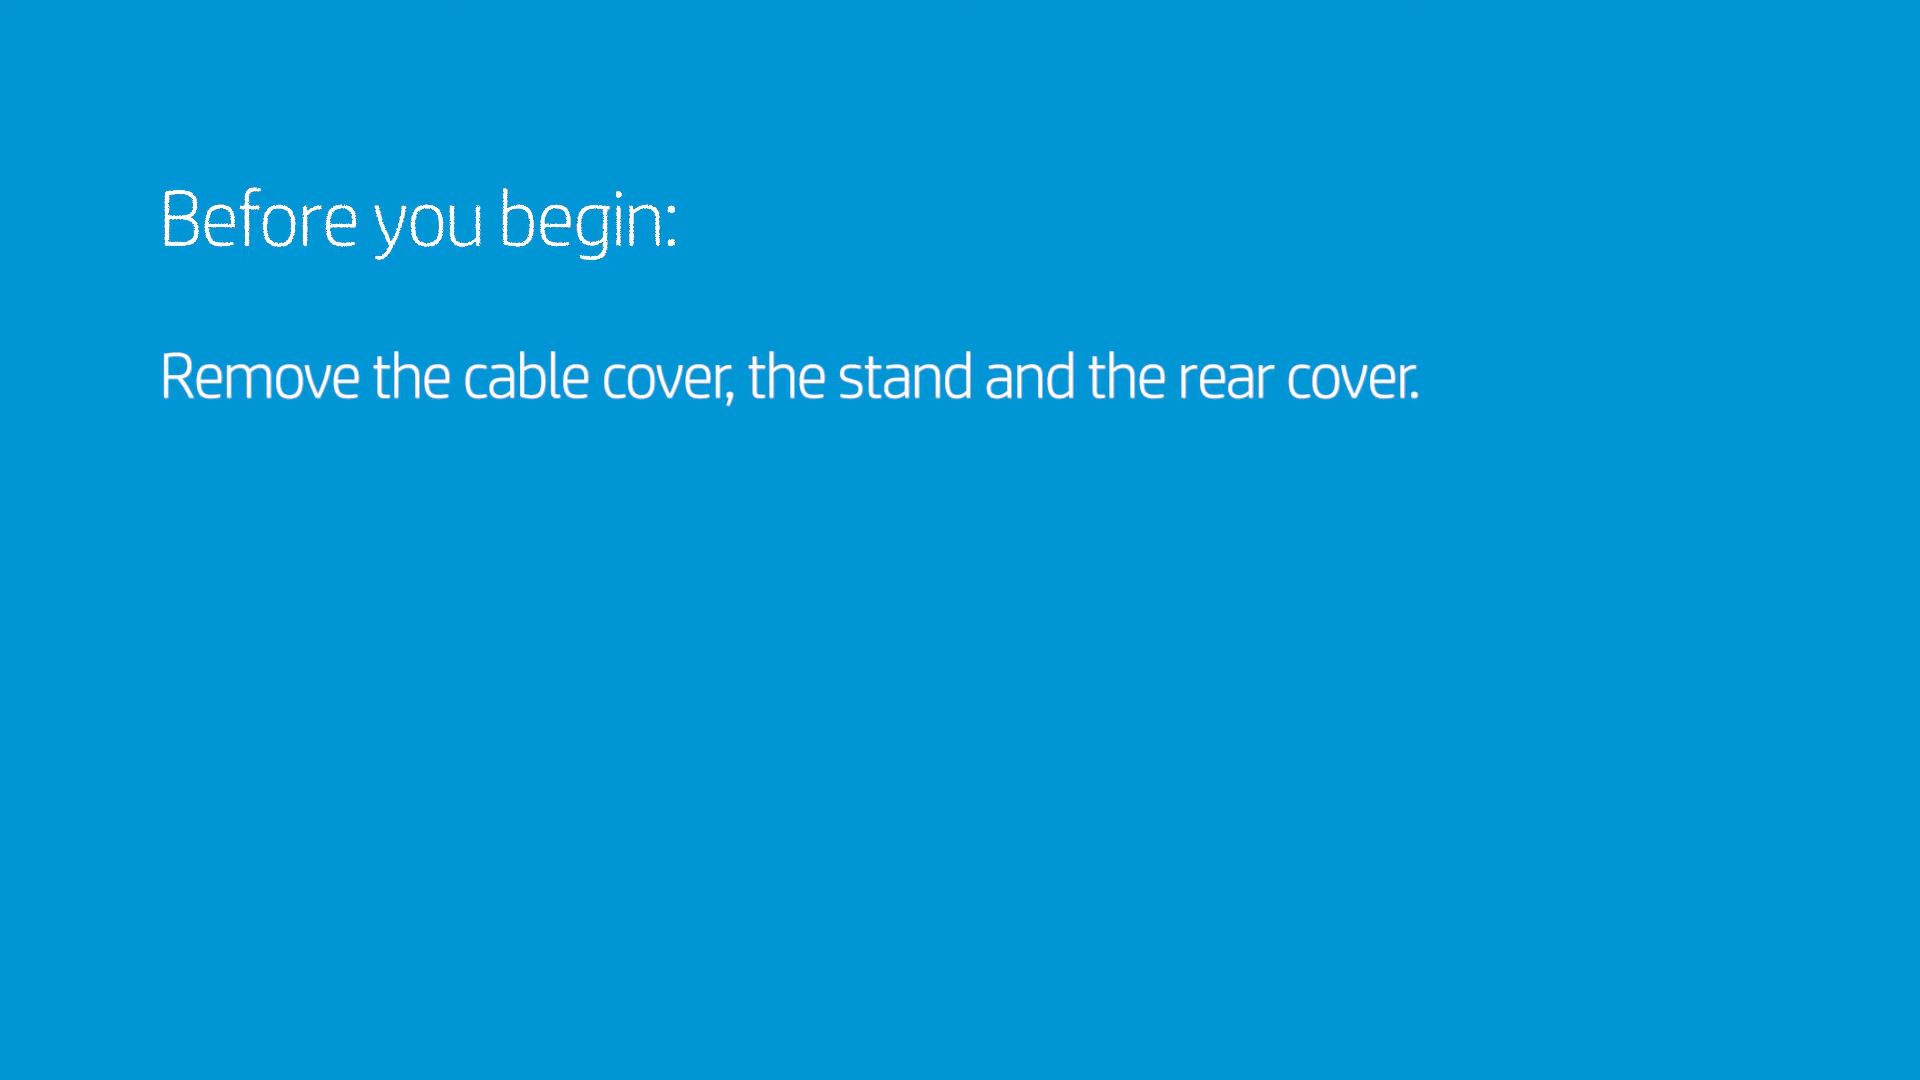 Before you begin:
Remove the cable cover, the stand and the rear cover.